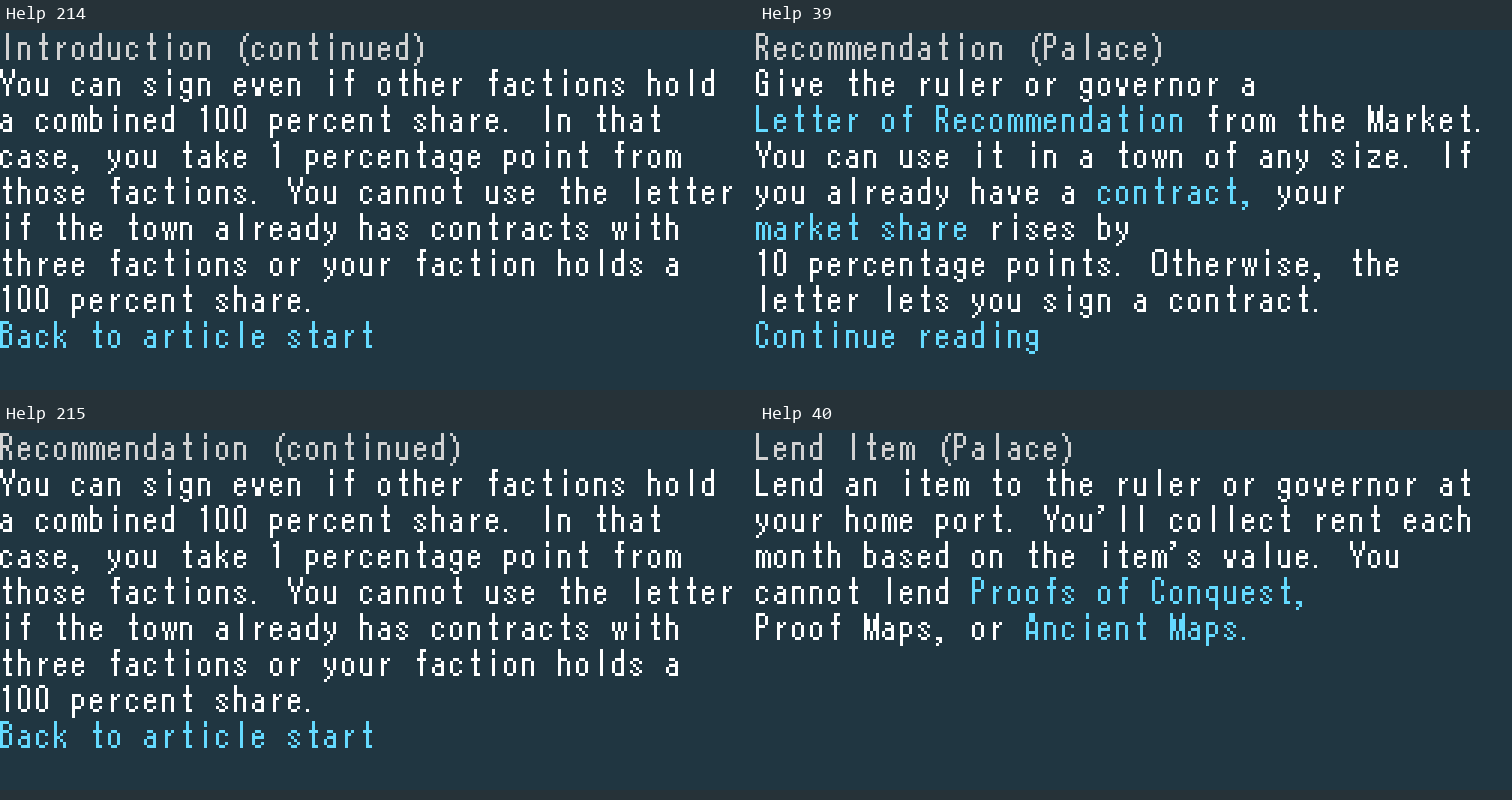 Help 214
Introduction (continued)
You can sign even if other factions hold
a combined 100 percent share. In that
case, you take 1 percentage point from
those factions. You cannot use the letter
if the town already has contracts with
three factions or your faction holds a
100 percent share.
Back to article start
Help 39
Recommendation (Palace)
Give the ruler or governor a
Letter of Recommendation from the Market.
You can use it in a town of any size. If
you already have a contract, your
market share rises by
10 percentage points. Otherwise, the
letter lets you sign a contract.
Continue reading
Help 215
Recommendation (continued)
You can sign even if other factions hold
a combined 100 percent share. In that
case, you take 1 percentage point from
those factions. You cannot use the letter
if the town already has contracts with
three factions or your faction holds a
100 percent share.
Back to article start
Help 40
Lend Item (Palace)
Lend an item to the ruler or governor at
your home port. You'll collect rent each
month based on the item's value. You
cannot lend Proofs of Conquest,
Proof Maps, or Ancient Maps.